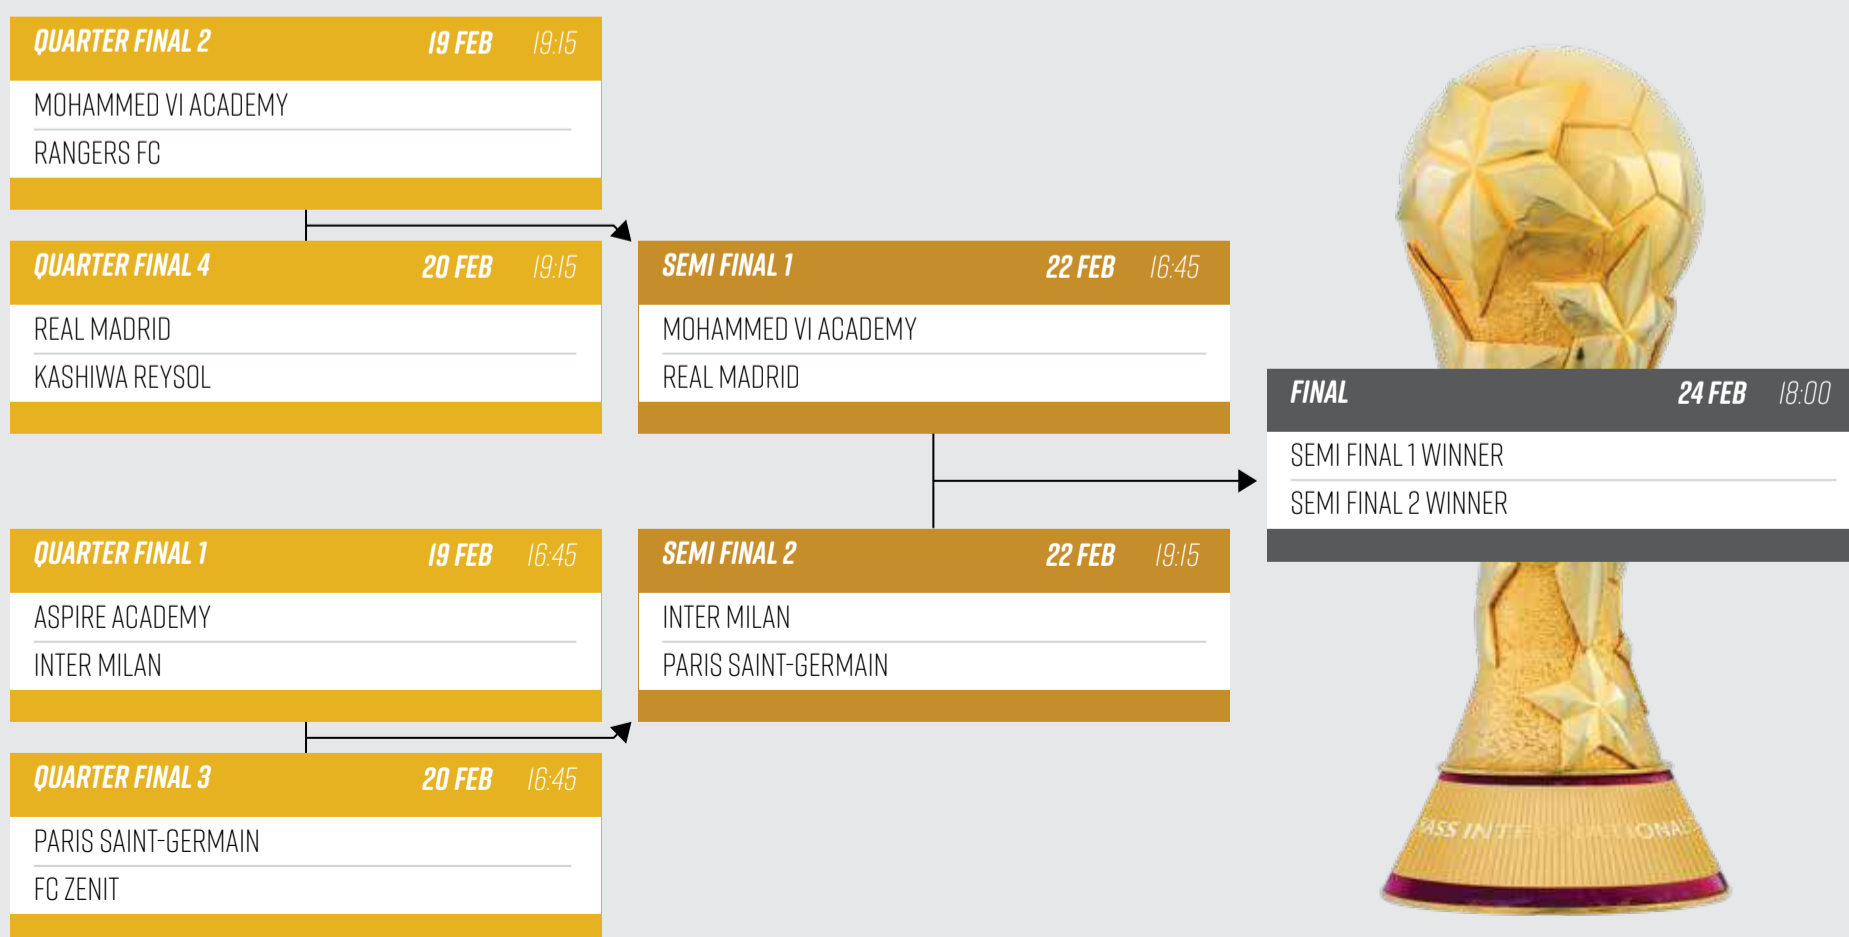 QUARTER FINAL 2 19 FEB 19:15
MOHAMMED VI ACADEMY
RANGERS FC
QUARTER FINAL 4 20 FEB 19:15
REAL MADRID
KASHIWA REYSOL
SEMI FINAL 1 22 FEB 16:45
MOHAMMED VI ACADEMY
REAL MADRID
QUARTER FINAL 1 19 FEB 16:45
ASPIRE ACADEMY
INTER MILAN
QUARTER FINAL 3 20 FEB 16:45
PARIS SAINT-GERMAIN
FC ZENIT
SEMI FINAL 2 22 FEB 19:15
INTER MILAN
PARIS SAINT-GERMAIN
FINAL 24 FEB 18:00
SEMI FINAL 1 WINNER
SEMI FINAL 2 WINNER
ASS INTERNATIONAL